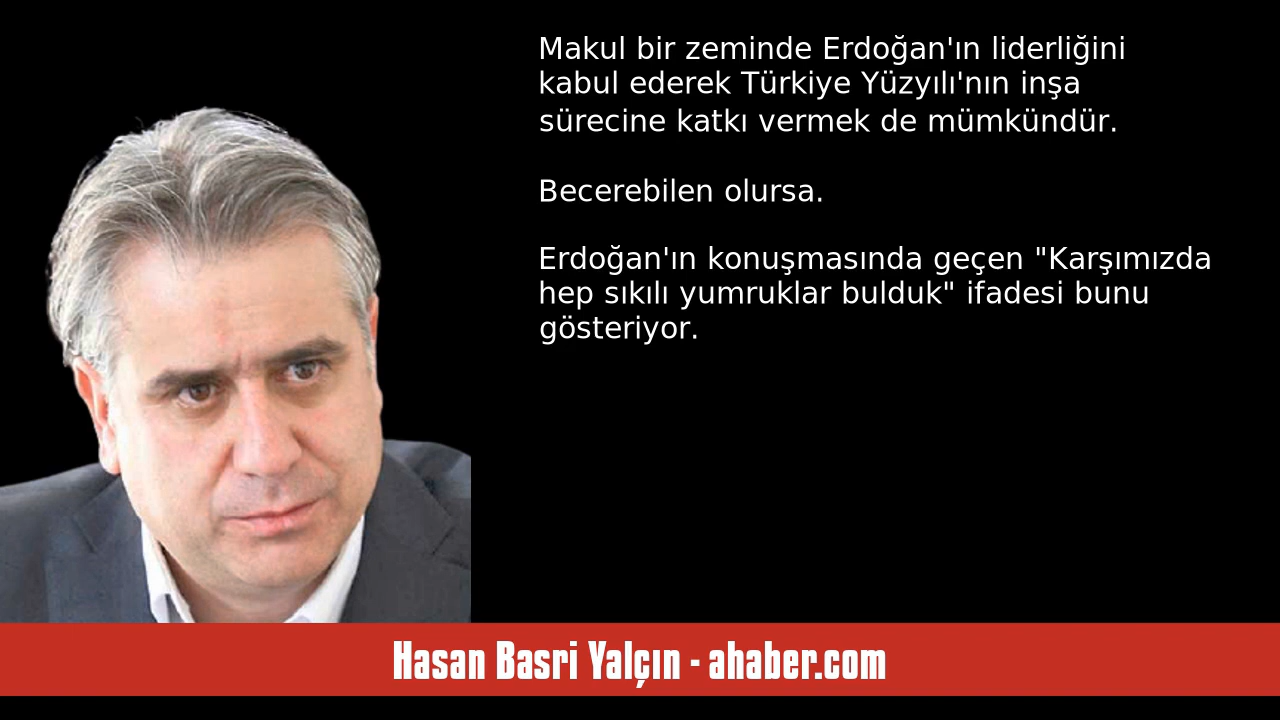 Makul bir zeminde Erdoğan'ın liderliğini
kabul ederek Türkiye Yüzyılı'nın inşa
sürecine katkı vermek de mümkündür.
Becerebilen olursa.
Erdoğan'ın konuşmasında geçen "Karşımızda
hep sıkılı yumruklar bulduk" ifadesi bunu
gösteriyor.
Hasan Basri Yalçın - ahaber.com